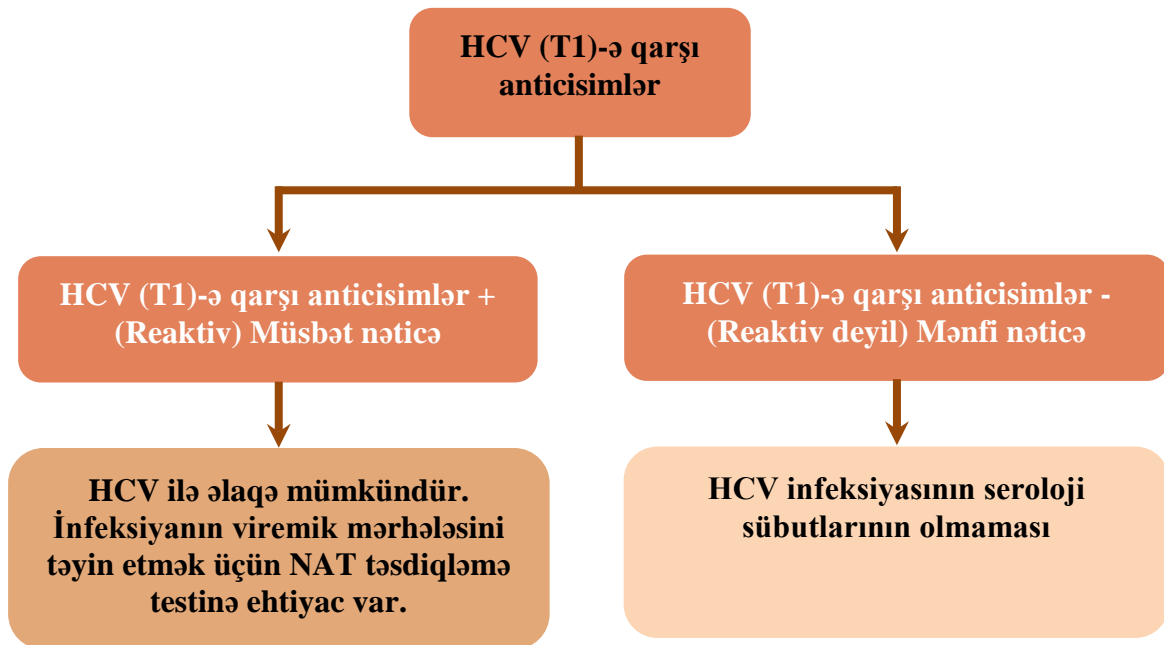 HCV (T1)-ə qarşı
anticisimlər
HCV (T1)-ə qarşı anticisimlər +
(Reaktiv) Müsbət nəticə
HCV (T1)-ə qarşı anticisimlər -
(Reaktiv deyil) Mənfi nəticə
HCV ilə əlaqə mümkündür.
İnfeksiyanın viremik mərhələsini
təyin etmək üçün NAT təsdiqləmə
testinə ehtiyac var.
HCV infeksiyasının seroloji
sübutlarının olmaması